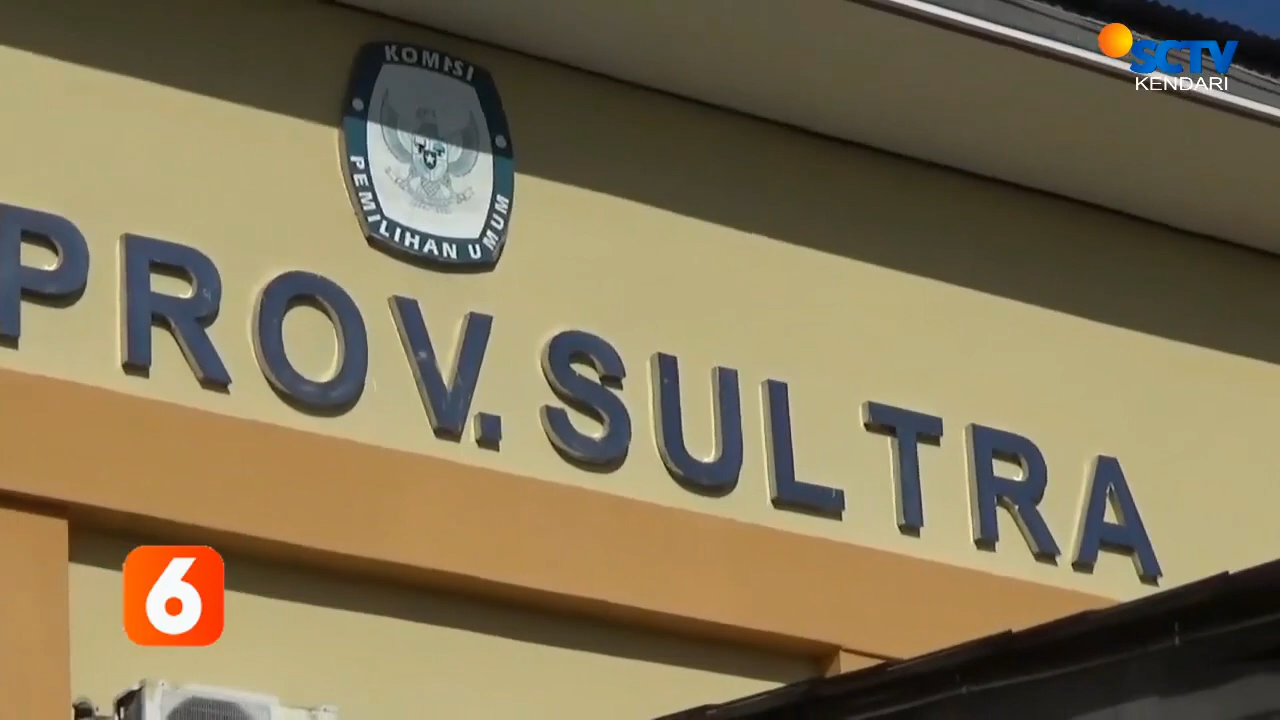 SCTV
KENDARI
KOMISI
PEMILIHAN UMUM
PROV.SULTRA
6